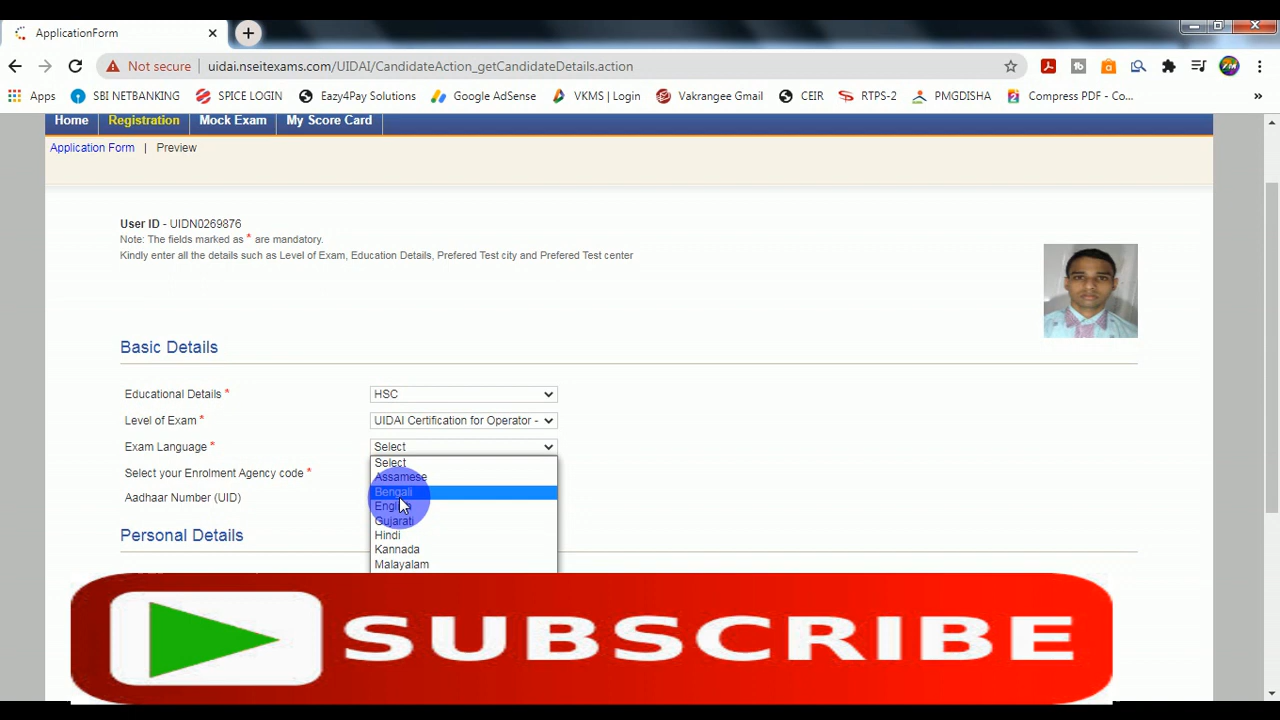 ApplicationForm
Not secure uidai.nseitexams.com/UIDAI/CandidateAction_getCandidateDetails.action
Apps SBI NETBANKING SPICE LOGIN Eazy4Pay Solutions Google AdSense VKMS | Login Vakrangee Gmail CEIR RTPS-2 PMGDISHA Compress PDF - Co... »
Home Registration Mock Exam My Score Card
Application Form | Preview
User ID - UIDN0269876
Note: The fields marked as * are mandatory.
Kindly enter all the details such as Level of Exam, Education Details, Prefered Test city and Prefered Test center
Basic Details
Educational Details * HSC
Level of Exam * UIDAI Certification for Operator -
Exam Language * Select
Select
Assamese
Select your Enrolment Agency code *
Bengali
Aadhaar Number (UID)
English
Gujarati
Personal Details
Hindi
Kannada
Malayalam
SUBSCRIBE